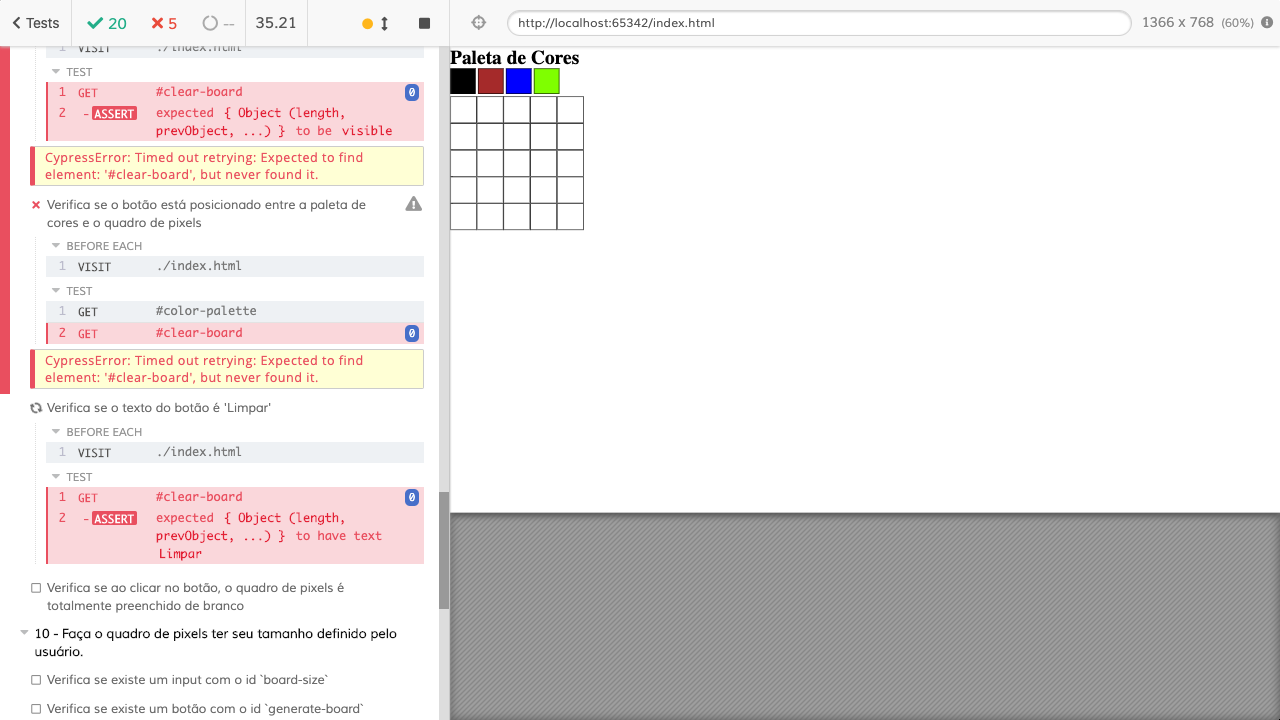 Tests
20
5
--
35.21
http://localhost:65342/index.html
1366 x 768 (60%)
1 VISIT ./index.html
TEST
1 GET #clear-board 0
2 -ASSERT expected { Object (length,
prevObject, ...) } to be visible
CypressError: Timed out retrying: Expected to find
element: '#clear-board', but never found it.
Verifica se o botão está posicionado entre a paleta de
cores e o quadro de pixels
BEFORE EACH
1 VISIT ./index.html
TEST
1 GET #color-palette
2 GET #clear-board 0
CypressError: Timed out retrying: Expected to find
element: '#clear-board', but never found it.
Verifica se o texto do botão é 'Limpar'
BEFORE EACH
1 VISIT ./index.html
TEST
1 GET #clear-board 0
2 -ASSERT expected { Object (length,
prevObject, ...) } to have text
Limpar
Verifica se ao clicar no botão, o quadro de pixels é
totalmente preenchido de branco
10 - Faça o quadro de pixels ter seu tamanho definido pelo
usuário.
Verifica se existe um input com o id `board-size`
Verifica se existe um botão com o id `generate-board`
Paleta de Cores